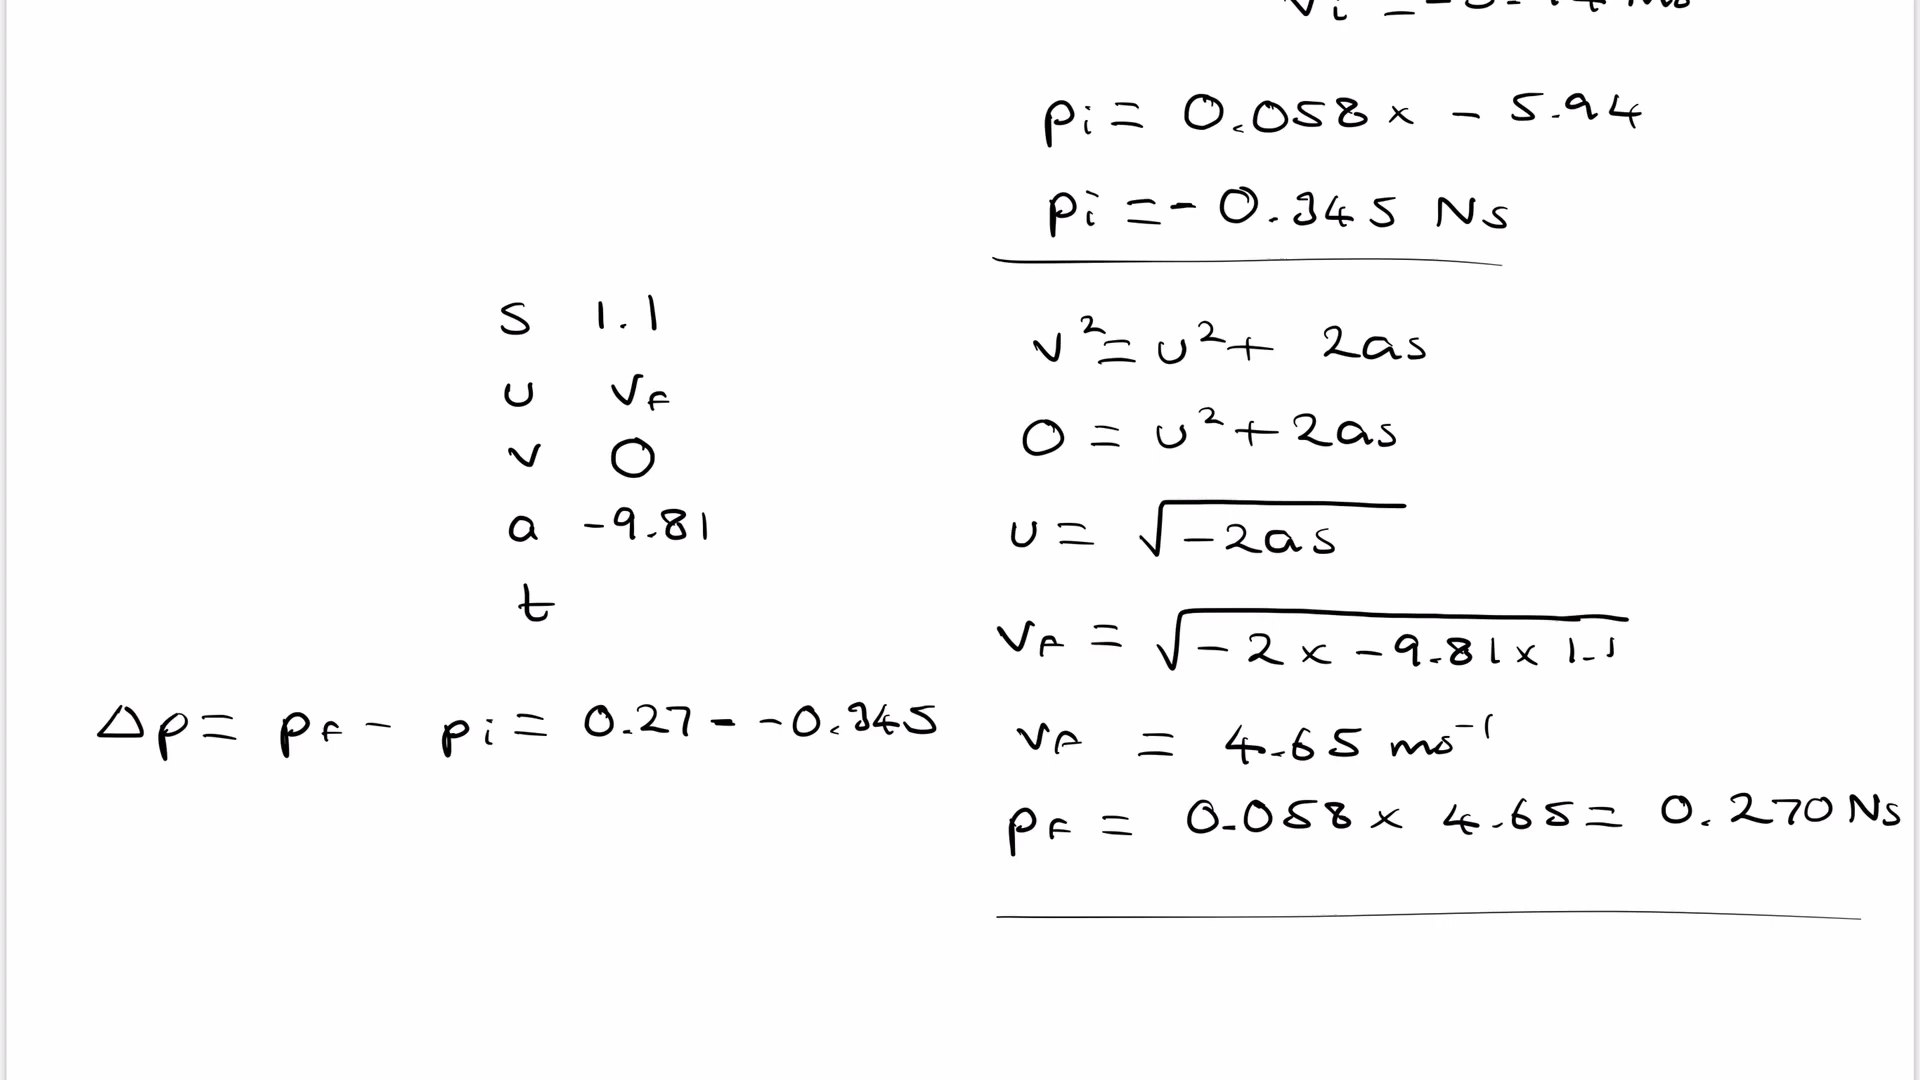 pi = 0.058 x - 5.94
pi = - 0.345 Ns
s 1.1
u vF
v 0
a -9.81
t
v² = u² + 2as
0 = u² + 2as
u = √-2as
vF = √-2 x -9.81 x 1.1
vF = 4.65 ms⁻¹
pF = 0.058 x 4.65 = 0.270 Ns
Δp = pF - pi = 0.27 - -0.345